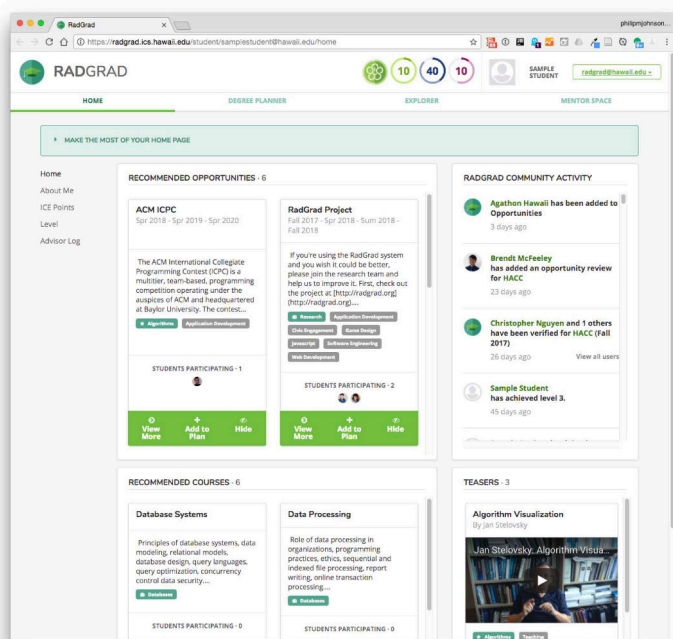 RadGrad
philipmjohnson...
https://radgrad.ics.hawaii.edu/student/samplestudent@hawaii.edu/home
RADGRAD
10 40 10
SAMPLE
STUDENT
radgrad@hawaii.edu
HOME DEGREE PLANNER EXPLORER MENTOR SPACE
MAKE THE MOST OF YOUR HOME PAGE
Home
About Me
ICE Points
Level
Advisor Log
RECOMMENDED OPPORTUNITIES · 6
ACM ICPC
Spr 2018 - Spr 2019 - Spr 2020
The ACM International Collegiate
Programming Contest (ICPC) is a
multitier, team-based, programming
competition operating under the
auspices of ACM and headquartered
at Baylor University. The contest...
Algorithms Application Development
STUDENTS PARTICIPATING · 1
View More
Add to Plan
Hide
RadGrad Project
Fall 2017 - Spr 2018 - Sum 2018 -
Fall 2018
If you're using the RadGrad system
and you wish it could be better,
please join the research team and
help us to improve it. First, check out
the project at [http://radgrad.org]
(http://radgrad.org)....
Research Application Development
Civic Engagement Game Design
Javascript Software Engineering
Web Development
STUDENTS PARTICIPATING · 2
View More
Add to Plan
Hide
RADGRAD COMMUNITY ACTIVITY
Agathon Hawaii has been added to
Opportunities
3 days ago
Brendt McFeeley
has added an opportunity review
for HACC
23 days ago
Christopher Nguyen and 1 others
have been verified for HACC (Fall
2017)
26 days ago View all users
Sample Student
has achieved level 3.
45 days ago
RECOMMENDED COURSES · 6
Database Systems
Principles of database systems, data
modeling, relational models,
database design, query languages,
query optimization, concurrency
control data security....
Databases
STUDENTS PARTICIPATING · 0
Data Processing
Role of data processing in
organizations, programming
practices, ethics, sequential and
indexed file processing, report
writing, online transaction
processing....
Databases
STUDENTS PARTICIPATING · 0
TEASERS · 3
Algorithm Visualization
By Jan Stelovsky
Jan Stelovsky: Algorithm Visua...
Algorithms Teaching